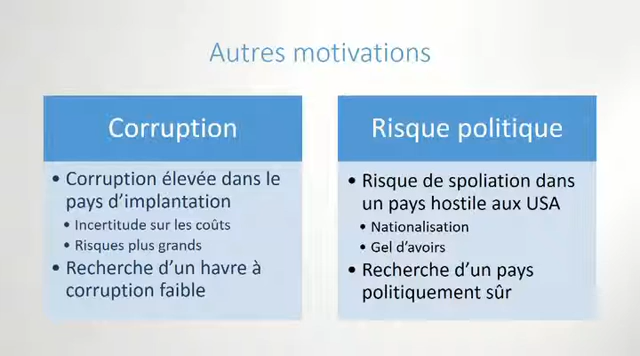 Autres motivations
Corruption
• Corruption élevée dans le
pays d'implantation
• Incertitude sur les coûts
• Risques plus grands
• Recherche d'un havre à
corruption faible
Risque politique
• Risque de spoliation dans
un pays hostile aux USA
• Nationalisation
• Gel d'avoirs
• Recherche d'un pays
politiquement sûr